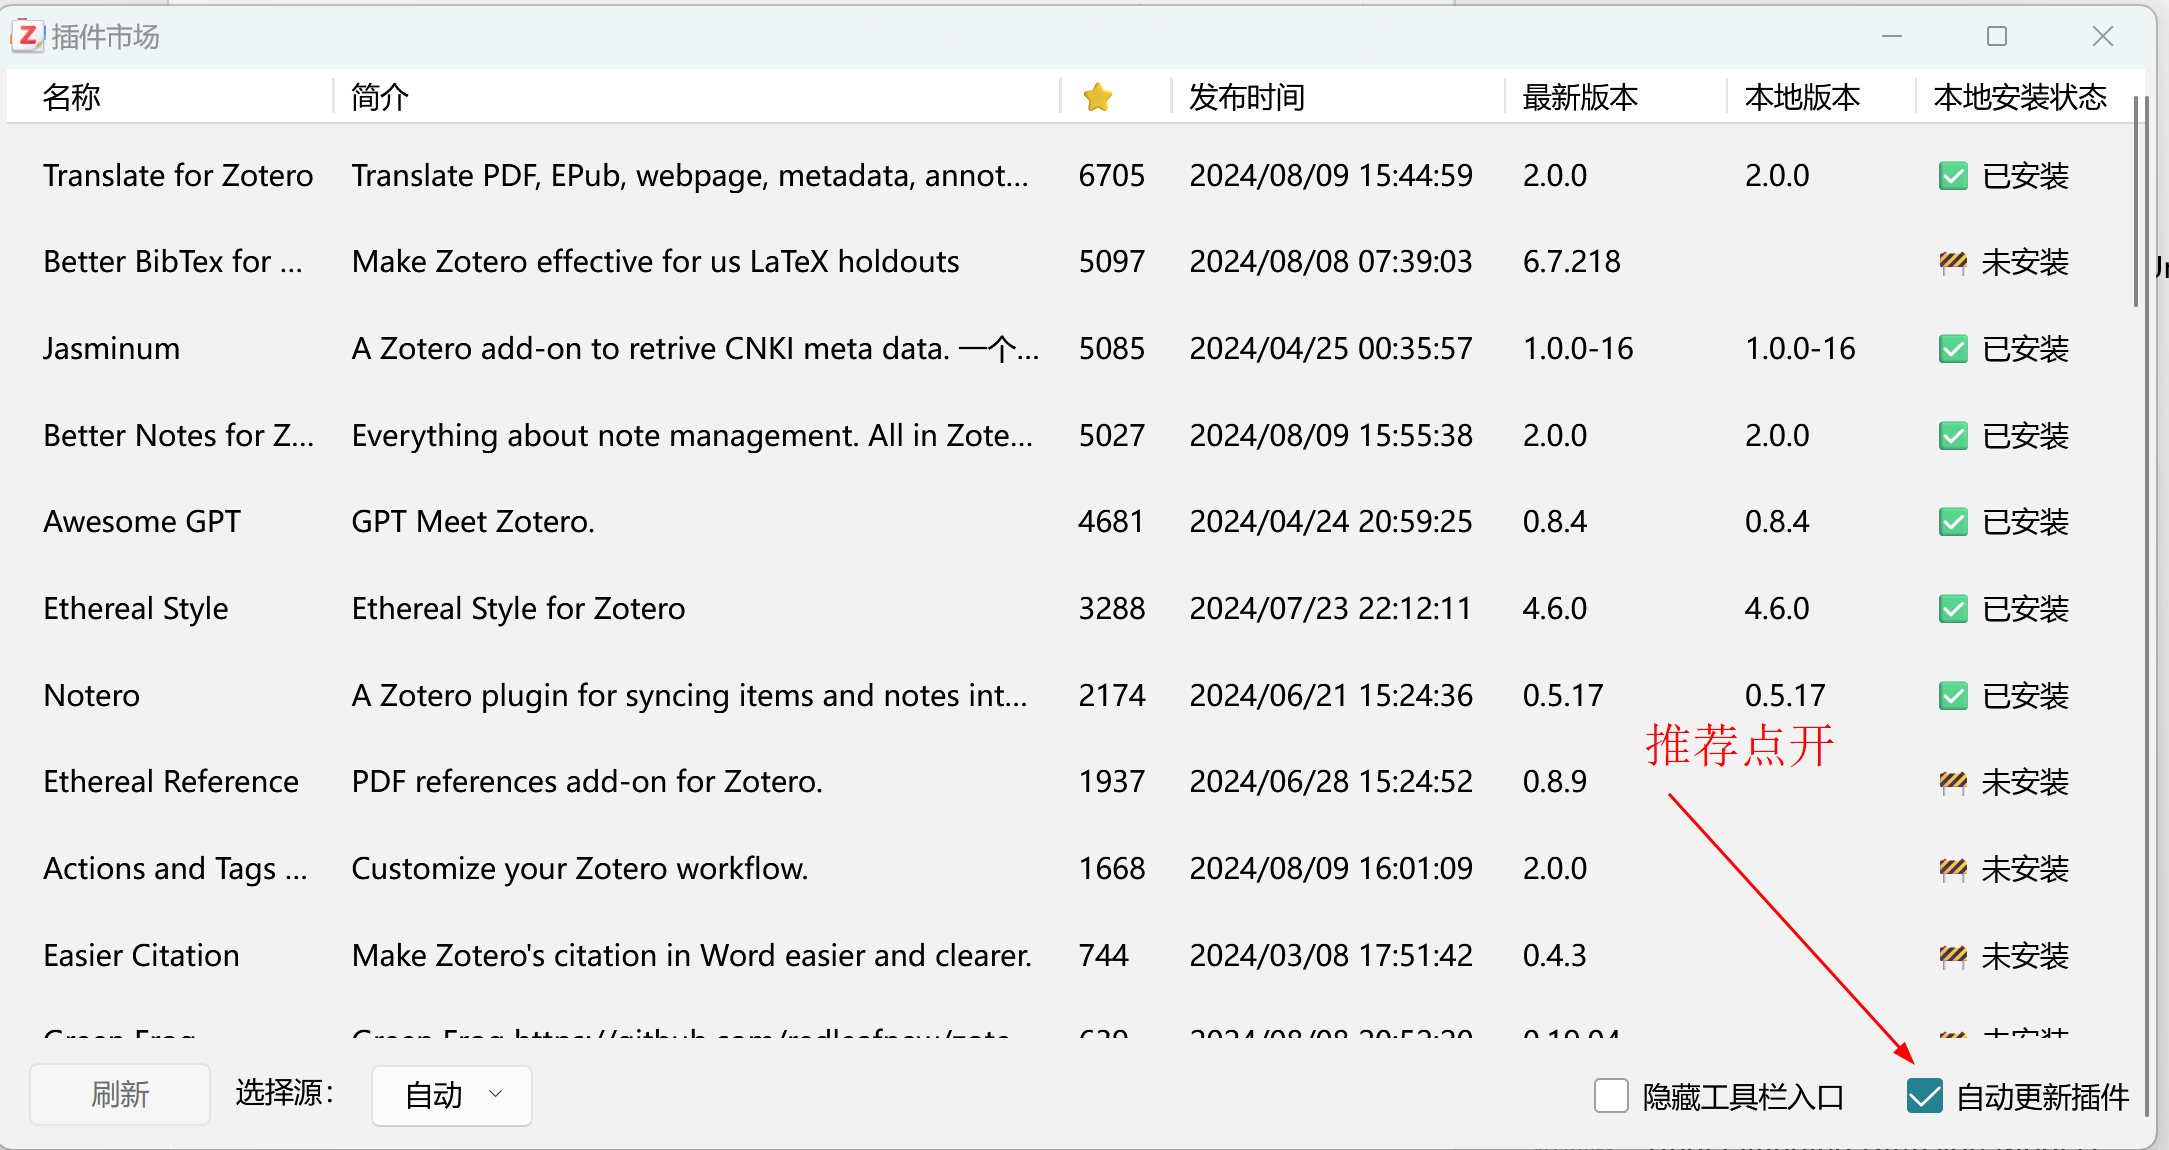 插件市场
名称 简介 发布时间 最新版本 本地版本 本地安装状态
Translate for Zotero Translate PDF, EPub, webpage, metadata, annot... 6705 2024/08/09 15:44:59 2.0.0 2.0.0 已安装
Better BibTex for ... Make Zotero effective for us LaTeX holdouts 5097 2024/08/08 07:39:03 6.7.218 未安装
Jasminum A Zotero add-on to retrive CNKI meta data. 一个... 5085 2024/04/25 00:35:57 1.0.0-16 1.0.0-16 已安装
Better Notes for Z... Everything about note management. All in Zote... 5027 2024/08/09 15:55:38 2.0.0 2.0.0 已安装
Awesome GPT GPT Meet Zotero. 4681 2024/04/24 20:59:25 0.8.4 0.8.4 已安装
Ethereal Style Ethereal Style for Zotero 3288 2024/07/23 22:12:11 4.6.0 4.6.0 已安装
Notero A Zotero plugin for syncing items and notes int... 2174 2024/06/21 15:24:36 0.5.17 0.5.17 已安装
推荐点开
Ethereal Reference PDF references add-on for Zotero. 1937 2024/06/28 15:24:52 0.8.9 未安装
Actions and Tags ... Customize your Zotero workflow. 1668 2024/08/09 16:01:09 2.0.0 未安装
Easier Citation Make Zotero's citation in Word easier and clearer. 744 2024/03/08 17:51:42 0.4.3 未安装
Green Frog Green Frog https://github.com/redleafnew/zote 未安装
刷新 选择源： 自动 隐藏工具栏入口 自动更新插件